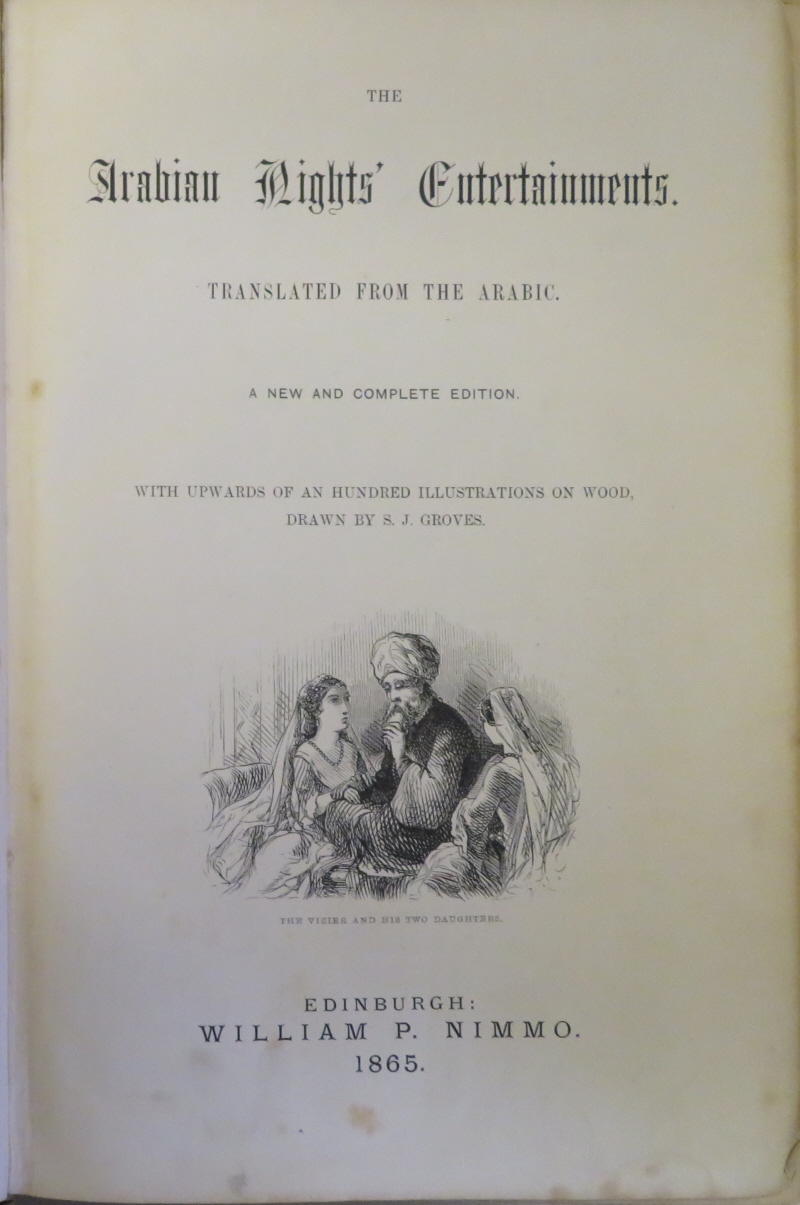 THE
Arabian Nights' Entertainments.
TRANSLATED FROM THE ARABIC.
A NEW AND COMPLETE EDITION.
WITH UPWARDS OF AN HUNDRED ILLUSTRATIONS ON WOOD,
DRAWN BY S. J. GROVES.
THE VIZIER AND HIS TWO DAUGHTERS.
EDINBURGH:
WILLIAM P. NIMMO.
1865.